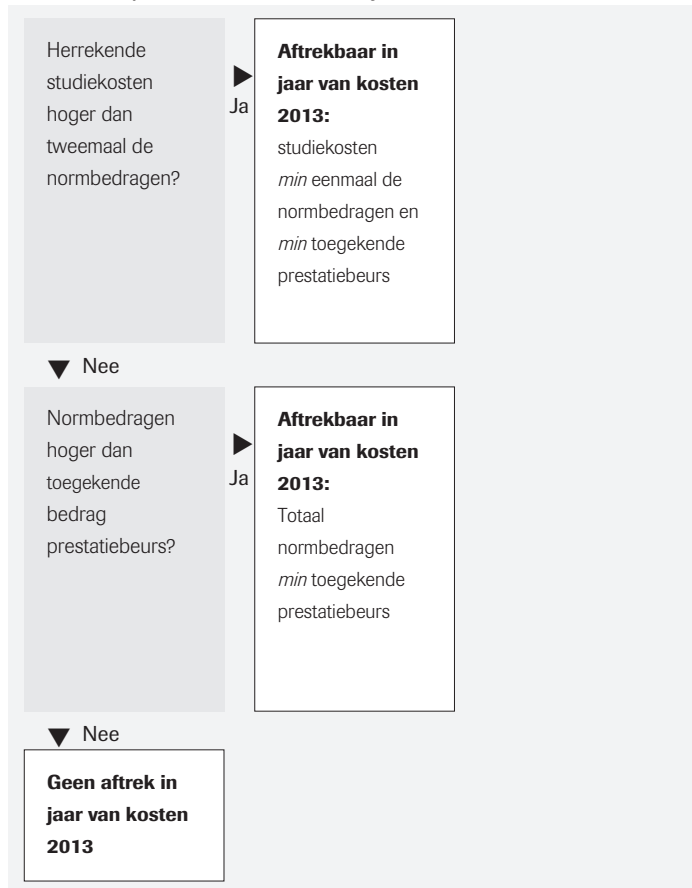 Herrekende
studiekosten
hoger dan
tweemaal de
normbedragen?
Ja
Aftrekbaar in
jaar van kosten
2013:
studiekosten
min eenmaal de
normbedragen en
min toegekende
prestatiebeurs
Nee
Normbedragen
hoger dan
toegekende
bedrag
prestatiebeurs?
Ja
Aftrekbaar in
jaar van kosten
2013:
Totaal
normbedragen
min toegekende
prestatiebeurs
Nee
Geen aftrek in
jaar van kosten
2013